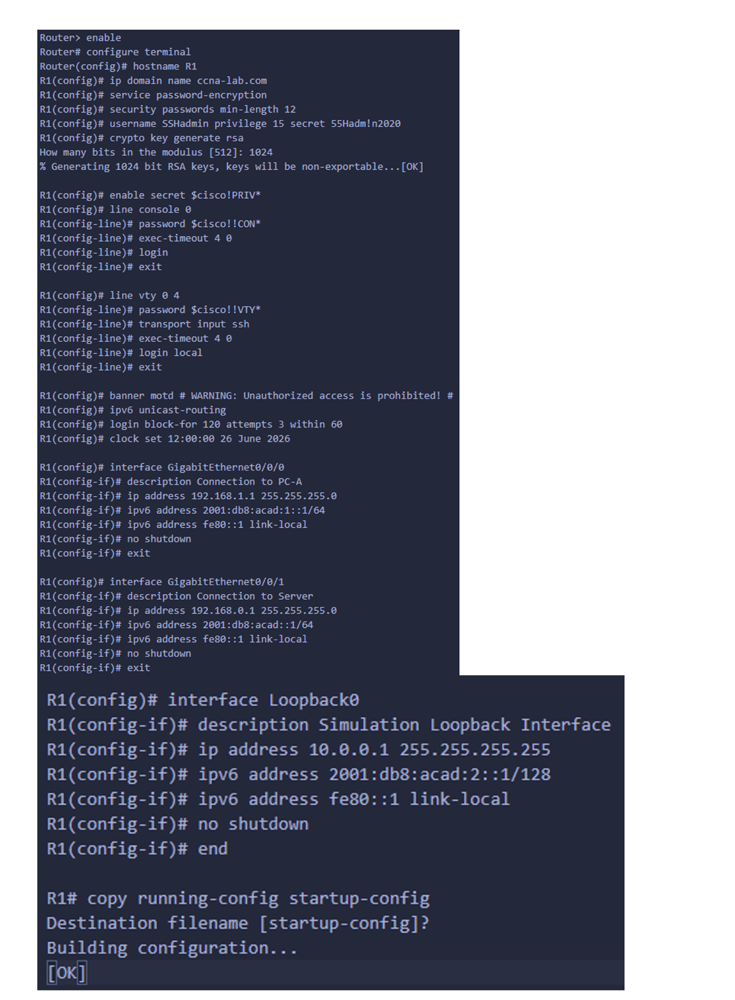 Router> enable
Router# configure terminal
Router(config)# hostname R1
R1(config)# ip domain name ccna-lab.com
R1(config)# service password-encryption
R1(config)# security passwords min-length 12
R1(config)# username SSHadmin privilege 15 secret 55Hadm!n2020
R1(config)# crypto key generate rsa
How many bits in the modulus [512]: 1024
% Generating 1024 bit RSA keys, keys will be non-exportable...[OK]
R1(config)# enable secret $cisco!PRIV*
R1(config)# line console 0
R1(config-line)# password $cisco!!CON*
R1(config-line)# exec-timeout 4 0
R1(config-line)# login
R1(config-line)# exit
R1(config)# line vty 0 4
R1(config-line)# password $cisco!!VTY*
R1(config-line)# transport input ssh
R1(config-line)# exec-timeout 4 0
R1(config-line)# login local
R1(config-line)# exit
R1(config)# banner motd # WARNING: Unauthorized access is prohibited! #
R1(config)# ipv6 unicast-routing
R1(config)# login block-for 120 attempts 3 within 60
R1(config)# clock set 12:00:00 26 June 2026
R1(config)# interface GigabitEthernet0/0/0
R1(config-if)# description Connection to PC-A
R1(config-if)# ip address 192.168.1.1 255.255.255.0
R1(config-if)# ipv6 address 2001:db8:acad:1::1/64
R1(config-if)# ipv6 address fe80::1 link-local
R1(config-if)# no shutdown
R1(config-if)# exit
R1(config)# interface GigabitEthernet0/0/1
R1(config-if)# description Connection to Server
R1(config-if)# ip address 192.168.0.1 255.255.255.0
R1(config-if)# ipv6 address 2001:db8:acad::1/64
R1(config-if)# ipv6 address fe80::1 link-local
R1(config-if)# no shutdown
R1(config-if)# exit
R1(config)# interface Loopback0
R1(config-if)# description Simulation Loopback Interface
R1(config-if)# ip address 10.0.0.1 255.255.255.255
R1(config-if)# ipv6 address 2001:db8:acad:2::1/128
R1(config-if)# ipv6 address fe80::1 link-local
R1(config-if)# no shutdown
R1(config-if)# end
R1# copy running-config startup-config
Destination filename [startup-config]?
Building configuration...
[OK]